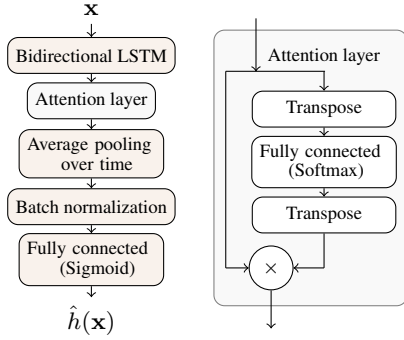 x
Bidirectional LSTM
Attention layer
Average pooling
over time
Batch normalization
Fully connected
(Sigmoid)
ĥ(x)
Attention layer
Transpose
Fully connected
(Softmax)
Transpose
×